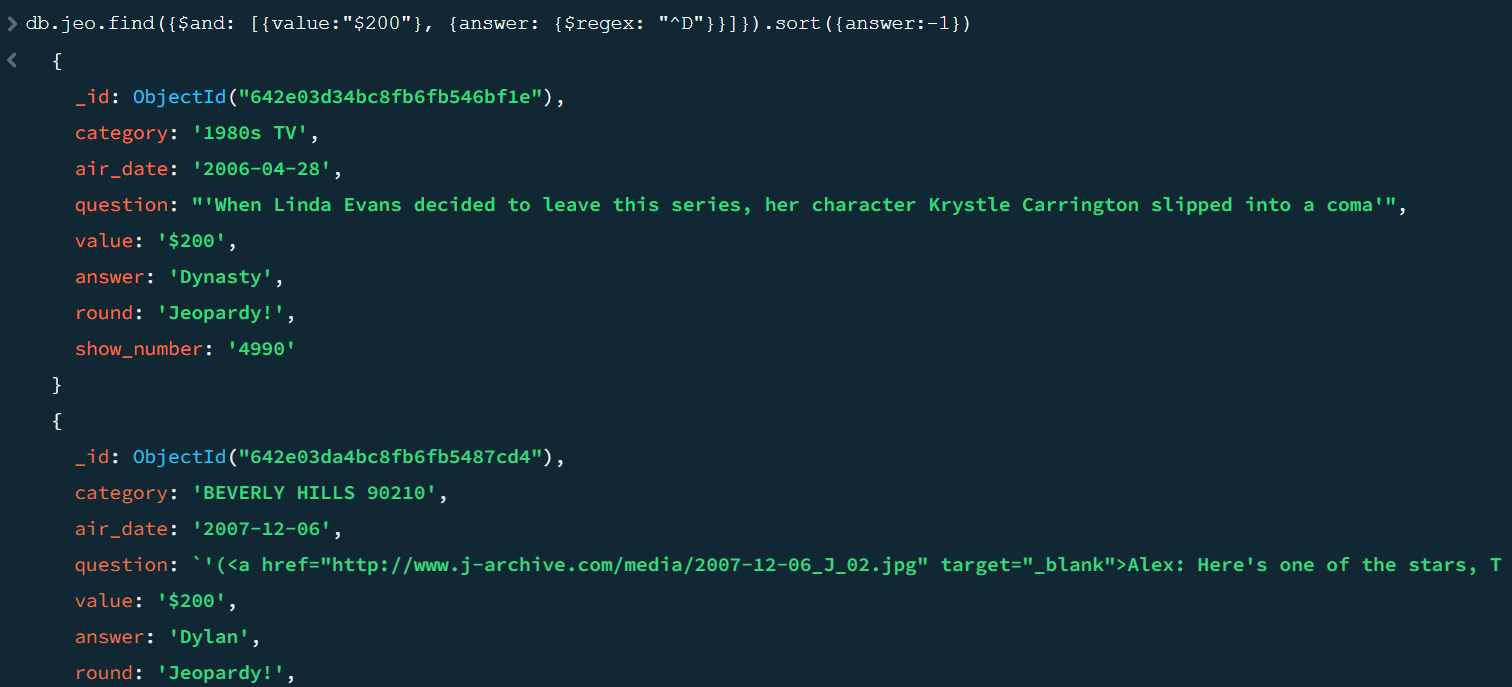 db.jeo.find({$and: [{value:"$200"}, {answer: {$regex: "^D"}}]}).sort({answer:-1})
{
_id: ObjectId("642e03d34bc8fb6fb546bf1e"),
category: '1980s TV',
air_date: '2006-04-28',
question: "'When Linda Evans decided to leave this series, her character Krystle Carrington slipped into a coma'",
value: '$200',
answer: 'Dynasty',
round: 'Jeopardy!',
show_number: '4990'
}
{
_id: ObjectId("642e03da4bc8fb6fb5487cd4"),
category: 'BEVERLY HILLS 90210',
air_date: '2007-12-06',
question: `'(<a href="http://www.j-archive.com/media/2007-12-06_J_02.jpg" target="_blank">Alex: Here's one of the stars, T
value: '$200',
answer: 'Dylan',
round: 'Jeopardy!',